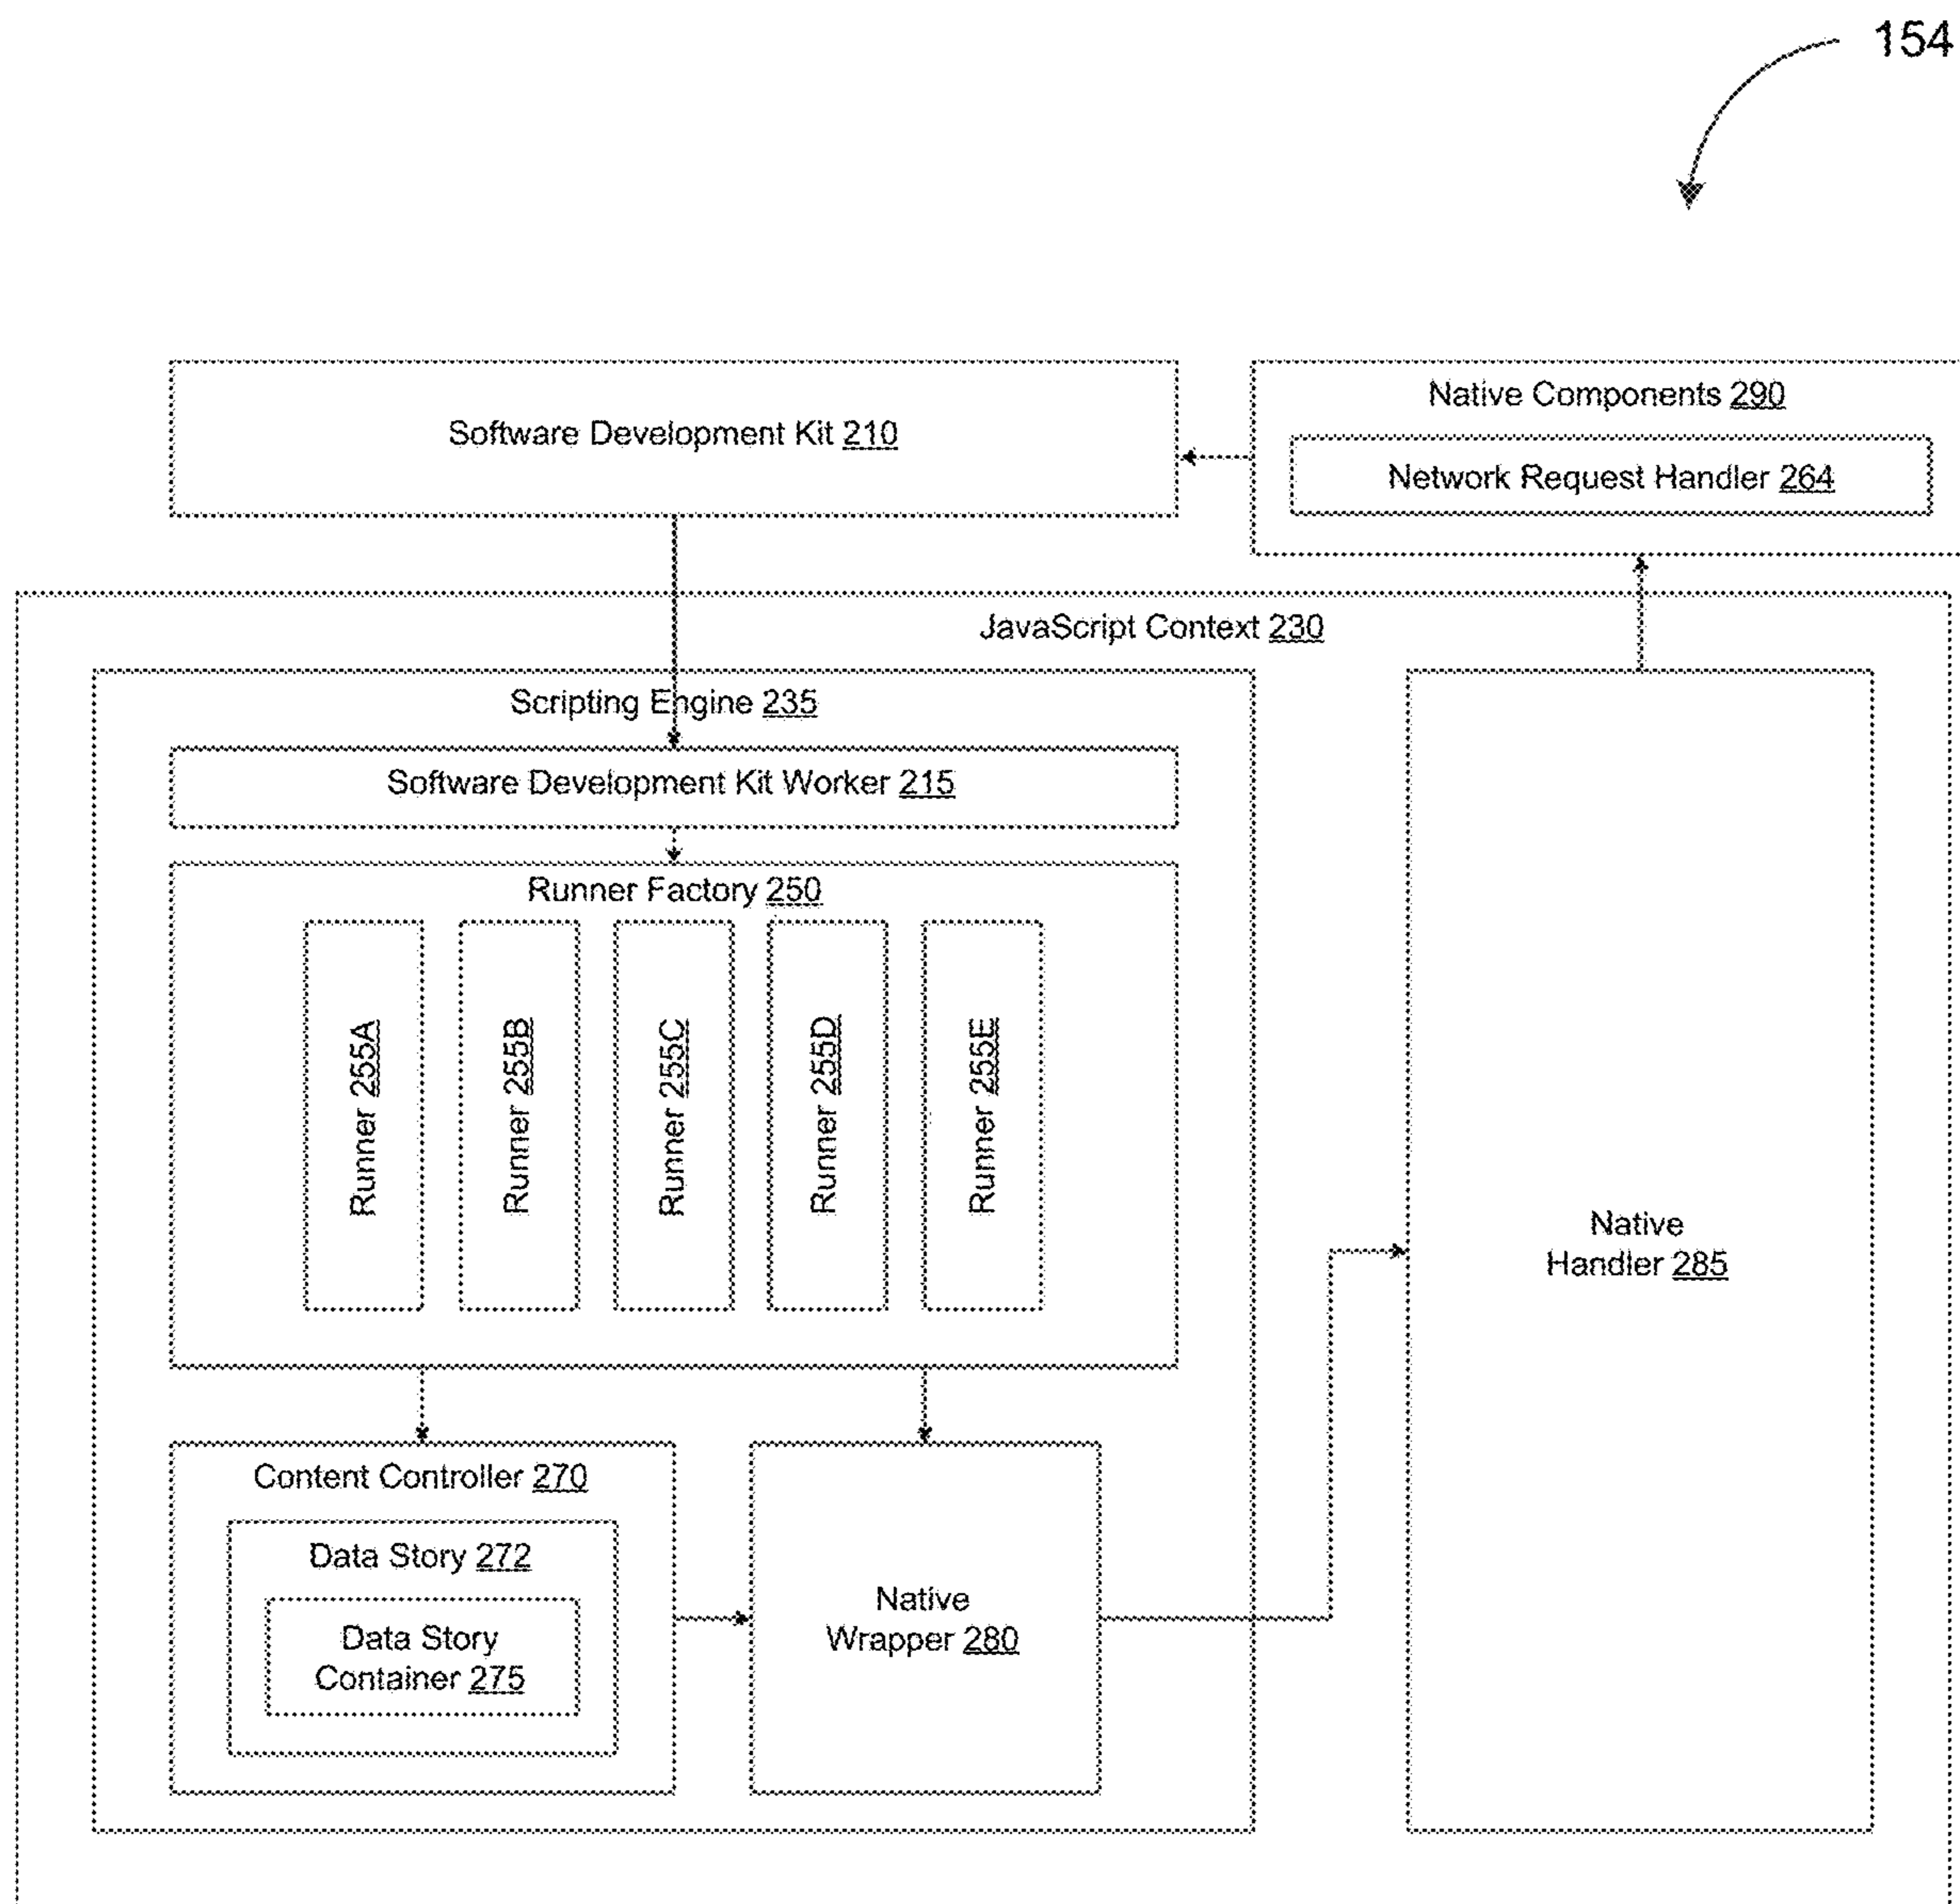 154
Software Development Kit 210
Native Components 290
Network Request Handler 264
JavaScript Context 230
Scripting Engine 235
Software Development Kit Worker 215
Runner Factory 250
Runner 255A
Runner 255B
Runner 255C
Runner 255D
Runner 255E
Native
Handler 285
Content Controller 270
Data Story 272
Data Story
Container 275
Native
Wrapper 280